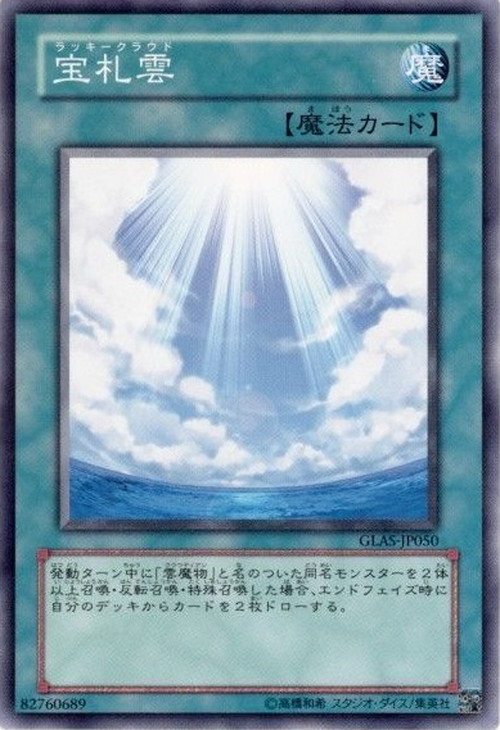 ラッキークラウド
宝札雲
魔
【魔法カード】
GLAS-JP050
発動ターン中に「雲魔物」と名のついた同名モンスターを2体
以上召喚・反転召喚・特殊召喚した場合、エンドフェイズ時に
自分のデッキからカードを2枚ドローする。
82760689
©高橋和希 スタジオ・ダイス/集英社